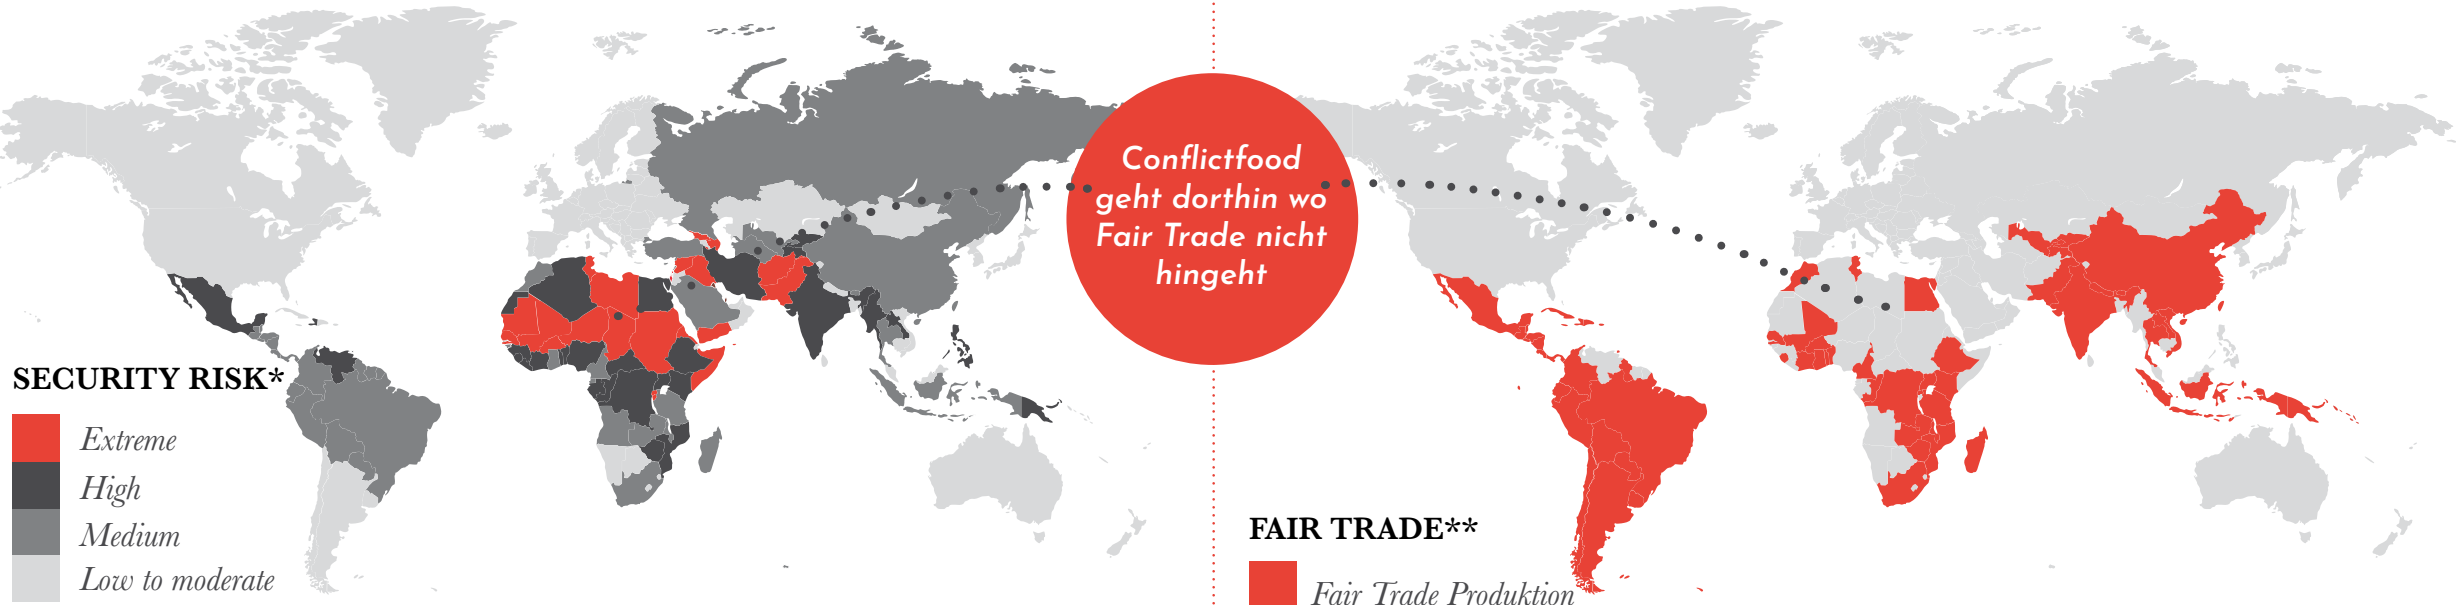 SECURITY RISK*
Extreme
High
Medium
Low to moderate
Conflictfood
geht dorthin wo
Fair Trade nicht
hingeht
FAIR TRADE**
Fair Trade Produktion